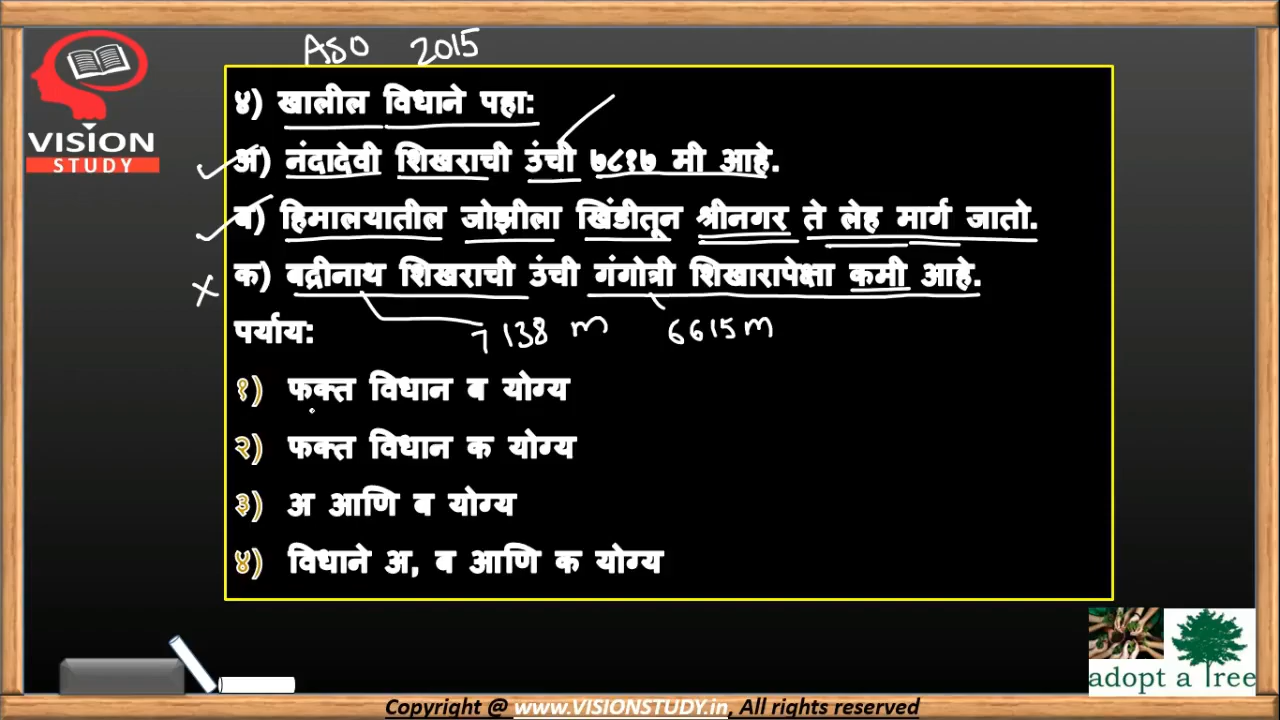 ASO 2015
VISION
STUDY
४) खालील विधाने पहा:
अ) नंदादेवी शिखराची उंची ७८१७ मी आहे.
ब) हिमालयातील जोझीला खिंडीतून श्रीनगर ते लेह मार्ग जातो.
क) बद्रीनाथ शिखराची उंची गंगोत्री शिखारापेक्षा कमी आहे.
पर्याय: 7138 m 6615m
१) फक्त विधान ब योग्य
२) फक्त विधान क योग्य
३) अ आणि ब योग्य
४) विधाने अ, ब आणि क योग्य
adopt a Tree
Copyright @ www.VISIONSTUDY.in, All rights reserved